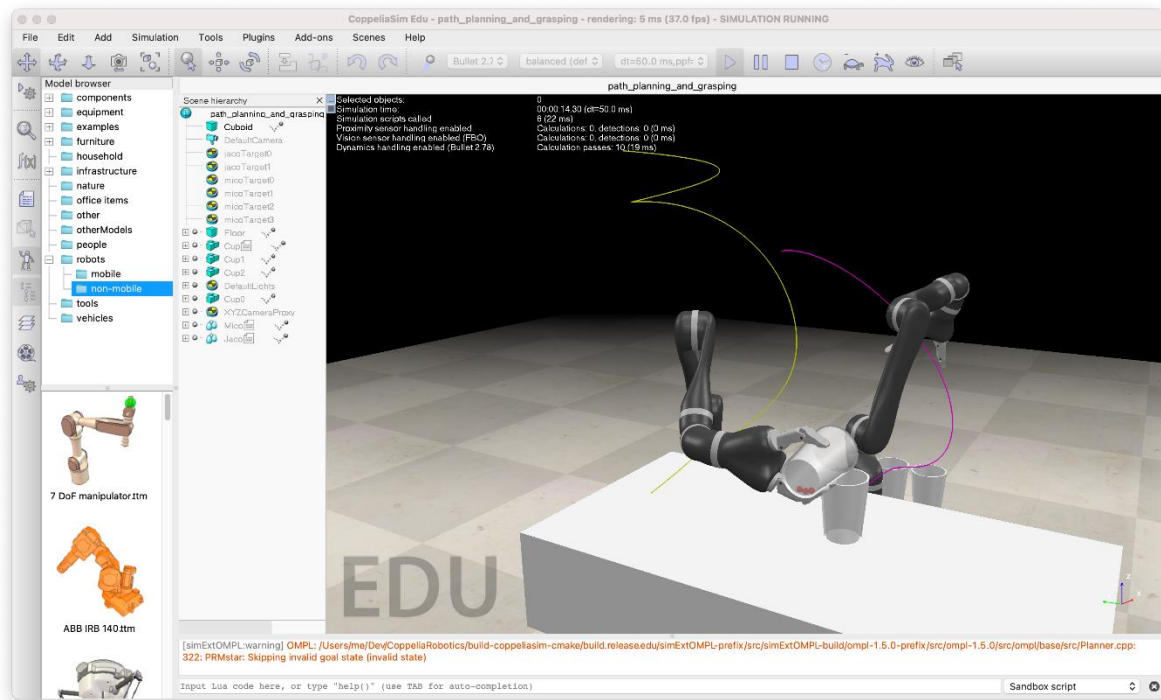 CoppeliaSim Edu - path_planning_and_grasping - rendering: 5 ms (37.0 fps) - SIMULATION RUNNING
File Edit Add Simulation Tools Plugins Add-ons Scenes Help
Bullet 2.7 balanced (def dt=50.0 ms,ppf=
Model browser
components
equipment
examples
furniture
household
infrastructure
nature
office items
other
otherModels
people
robots
mobile
non-mobile
tools
vehicles
7 DoF manipulator.ttm
ABB IRB 140.ttm
Scene hierarchy
path_planning_and_grasping
Cuboid
DefaultCamera
jacoTarget0
jacoTarget1
micoTarget0
micoTarget1
micoTarget2
micoTarget3
Floor
Cup
Cup1
Cup2
DefaultLights
Cup0
XYZCameraProxy
Mico
Jaco
path_planning_and_grasping
Selected objects: 0
Simulation time: 00:00:14.30 (dt=50.0 ms)
Simulation scripts called 6 (22 ms)
Proximity sensor handling enabled Calculations: 0, detections: 0 (0 ms)
Vision sensor handling enabled (FBO) Calculations: 0, detections: 0 (0 ms)
Dynamics handling enabled (Bullet 2.78) Calculation passes: 10 (19 ms)
EDU
z
x
[simExtOMPL:warning] OMPL: /Users/me/Dev/CoppeliaRobotics/build-coppeliasim-cmake/build.release.edu/simExtOMPL-prefix/src/simExtOMPL-build/ompl-1.5.0-prefix/src/ompl-1.5.0/src/ompl/base/src/Planner.cpp:
322: PRMstar: Skipping invalid goal state (invalid state)
Input Lua code here, or type "help()" (use TAB for auto-completion)
Sandbox script